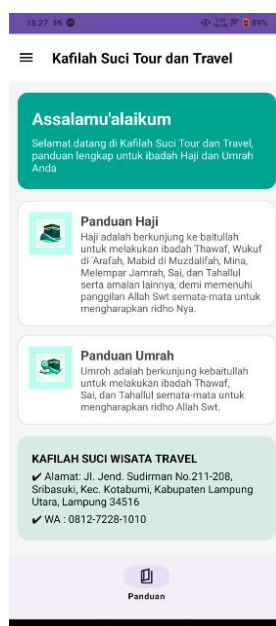 18.27
89%
Kafilah Suci Tour dan Travel
Assalamu'alaikum
Selamat datang di Kafilah Suci Tour dan Travel,
panduan lengkap untuk ibadah Haji dan Umrah
Anda
Panduan Haji
Haji adalah berkunjung ke baitullah
untuk melakukan ibadah Thawaf, Wukuf
di 'Arafah, Mabid di Muzdalifah, Mina,
Melempar Jamrah, Sai, dan Tahallul
serta amalan lainnya, demi memenuhi
panggilan Allah Swt semata-mata untuk
mengharapkan ridho Nya.
Panduan Umrah
Umroh adalah berkunjung kebaitullah
untuk melakukan ibadah Thawaf,
Sai, dan Tahallul semata-mata untuk
mengharapkan ridho Allah Swt.
KAFILAH SUCI WISATA TRAVEL
✔ Alamat: Jl. Jend. Sudirman No.211-208,
Sribasuki, Kec. Kotabumi, Kabupaten Lampung
Utara, Lampung 34516
✔ WA : 0812-7228-1010
Panduan